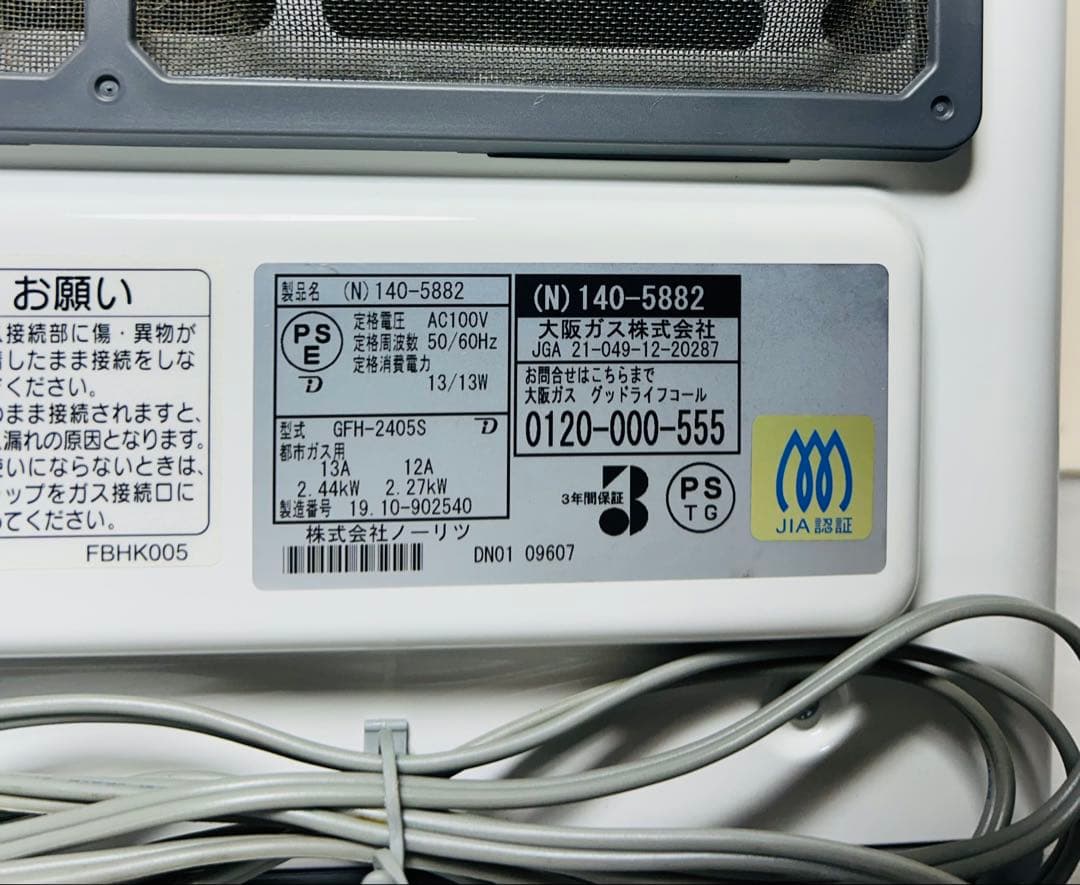 お願い
接続部に傷・異物が
したまま接続をしな
ください。
まま接続されますと、
漏れの原因となります。
使いにならないときは、
ップをガス接続口に
てください。
FBHK005
製品名 (N) 140-5882
PS
E
定格電圧 AC100V
定格周波数 50/60Hz
定格消費電力
13/13W
型式 GFH-2405S
都市ガス用
13A 12A
2.44kW 2.27kW
製造番号 19.10-902540
株式会社ノーリツ
DN01 09607
(N) 140-5882
大阪ガス株式会社
JGA 21-049-12-20287
お問合せはこちらまで
大阪ガス グッドライフコール
0120-000-555
3年間保証
3
PS
TG
JIA認証